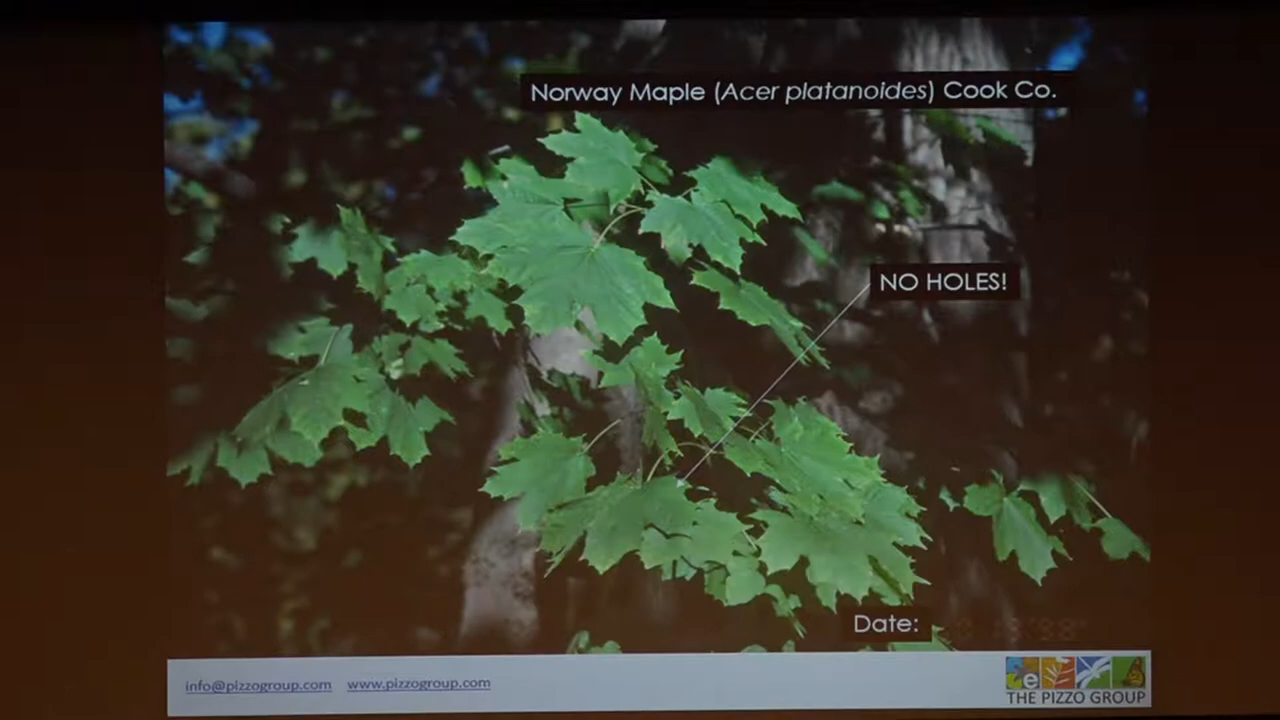 Norway Maple (Acer platanoides) Cook Co.
NO HOLES!
Date:
info@pizzogroup.com www.pizzogroup.com
THE PIZZO GROUP